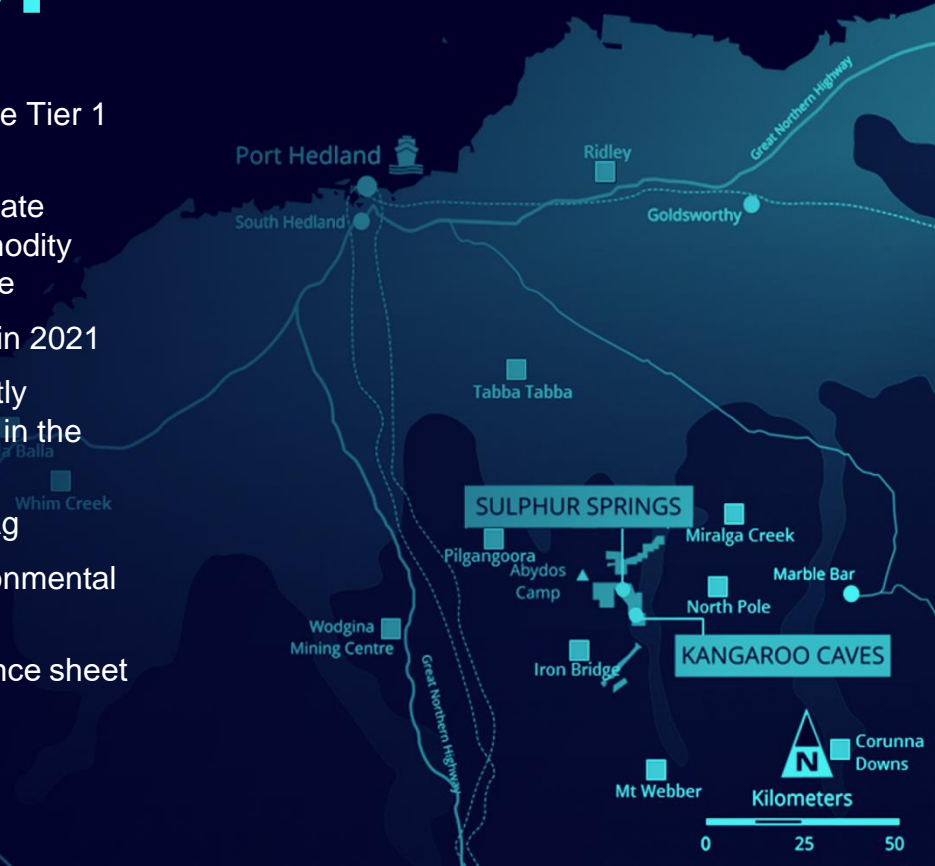 e Tier 1
ate
nodity
e
in 2021
tly
in the
g
onmental
nce sheet
Port Hedland
South Hedland
Ridley
Goldsworthy
Great Northern Highway
Tabba Tabba
a Balla
Whim Creek
SULPHUR SPRINGS
Pilgangoora
Abydos
Camp
Miralga Creek
North Pole
Marble Bar
Wodgina
Mining Centre
Iron Bridge
KANGAROO CAVES
Great Northern Highway
Mt Webber
Corunna
Downs
N
Kilometers
0 25 50